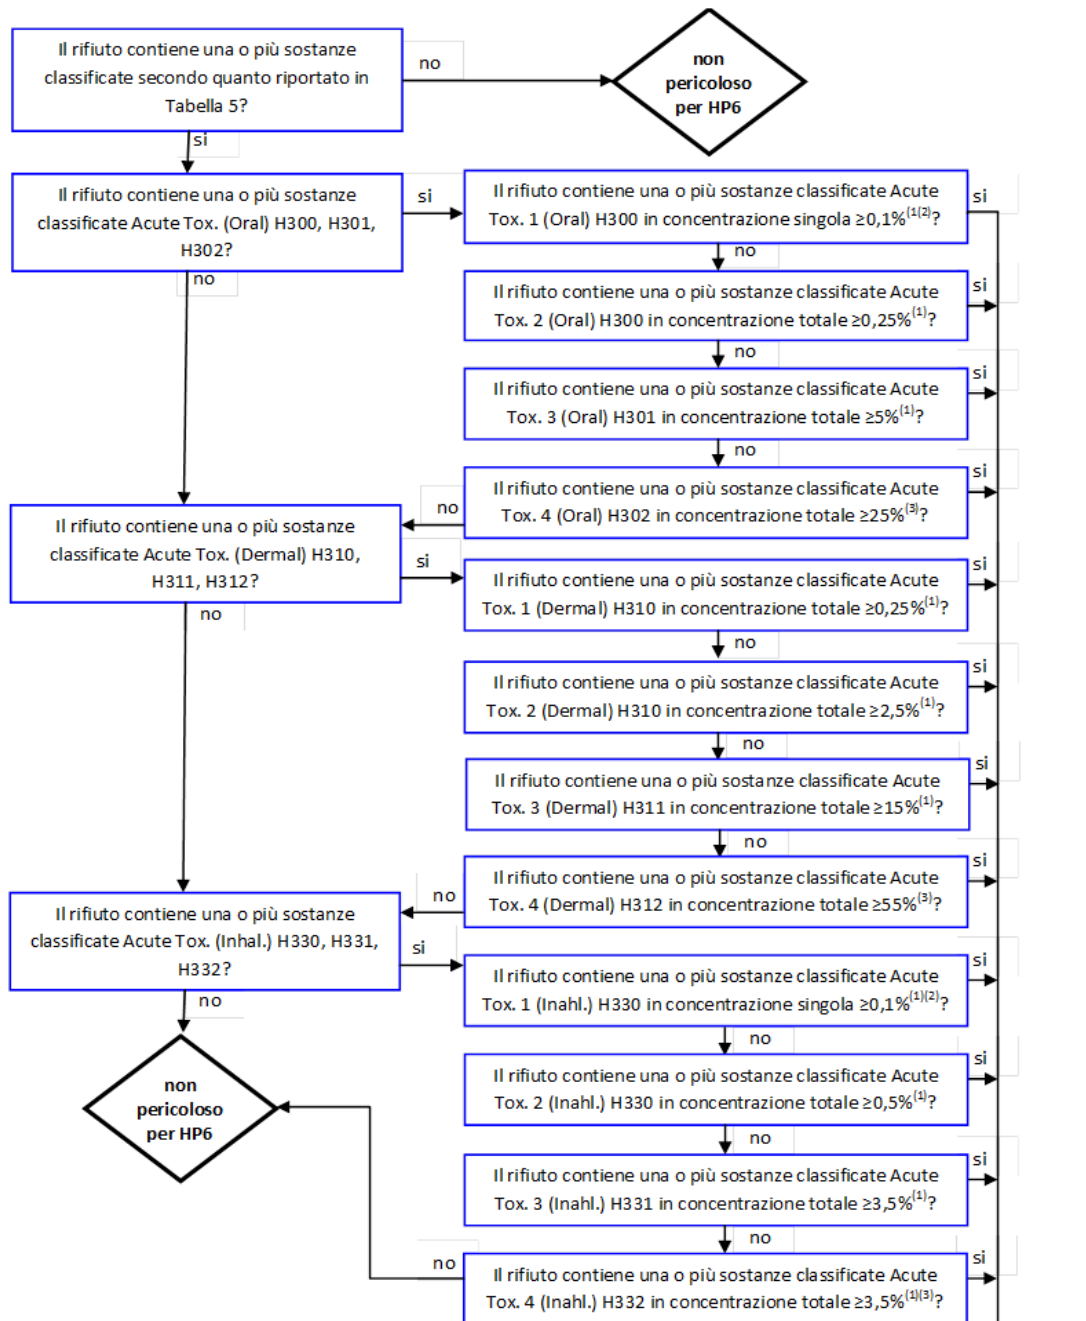 Il rifiuto contiene una o più sostanze
classificate secondo quanto riportato in
Tabella 5?
no
non
pericoloso
per HP6
si
Il rifiuto contiene una o più sostanze
classificate Acute Tox. (Oral) H300, H301,
H302?
si
Il rifiuto contiene una o più sostanze classificate Acute
Tox. 1 (Oral) H300 in concentrazione singola ≥0,1%(1(2)?
si
no
no
Il rifiuto contiene una o più sostanze classificate Acute
Tox. 2 (Oral) H300 in concentrazione totale ≥0,25%(1)?
si
no
Il rifiuto contiene una o più sostanze classificate Acute
Tox. 3 (Oral) H301 in concentrazione totale ≥5%(1)?
si
no
Il rifiuto contiene una o più sostanze classificate Acute
Tox. 4 (Oral) H302 in concentrazione totale ≥25%(3)?
si
no
Il rifiuto contiene una o più sostanze
classificate Acute Tox. (Dermal) H310,
H311, H312?
si
Il rifiuto contiene una o più sostanze classificate Acute
Tox. 1 (Dermal) H310 in concentrazione totale ≥0,25%(1)?
si
no
no
Il rifiuto contiene una o più sostanze classificate Acute
Tox. 2 (Dermal) H310 in concentrazione totale ≥2,5%(1)?
si
no
Il rifiuto contiene una o più sostanze classificate Acute
Tox. 3 (Dermal) H311 in concentrazione totale ≥15%(1)?
si
no
Il rifiuto contiene una o più sostanze classificate Acute
Tox. 4 (Dermal) H312 in concentrazione totale ≥55%(3)?
si
no
Il rifiuto contiene una o più sostanze
classificate Acute Tox. (Inhal.) H330, H331,
H332?
si
Il rifiuto contiene una o più sostanze classificate Acute
Tox. 1 (Inahl.) H330 in concentrazione singola ≥0,1%(1)(2)?
si
no
no
non
pericoloso
per HP6
Il rifiuto contiene una o più sostanze classificate Acute
Tox. 2 (Inahl.) H330 in concentrazione totale ≥0,5%(1)?
si
no
Il rifiuto contiene una o più sostanze classificate Acute
Tox. 3 (Inahl.) H331 in concentrazione totale ≥3,5%(1)?
si
no
Il rifiuto contiene una o più sostanze classificate Acute
Tox. 4 (Inahl.) H332 in concentrazione totale ≥3,5%(1)(3)?
si
no